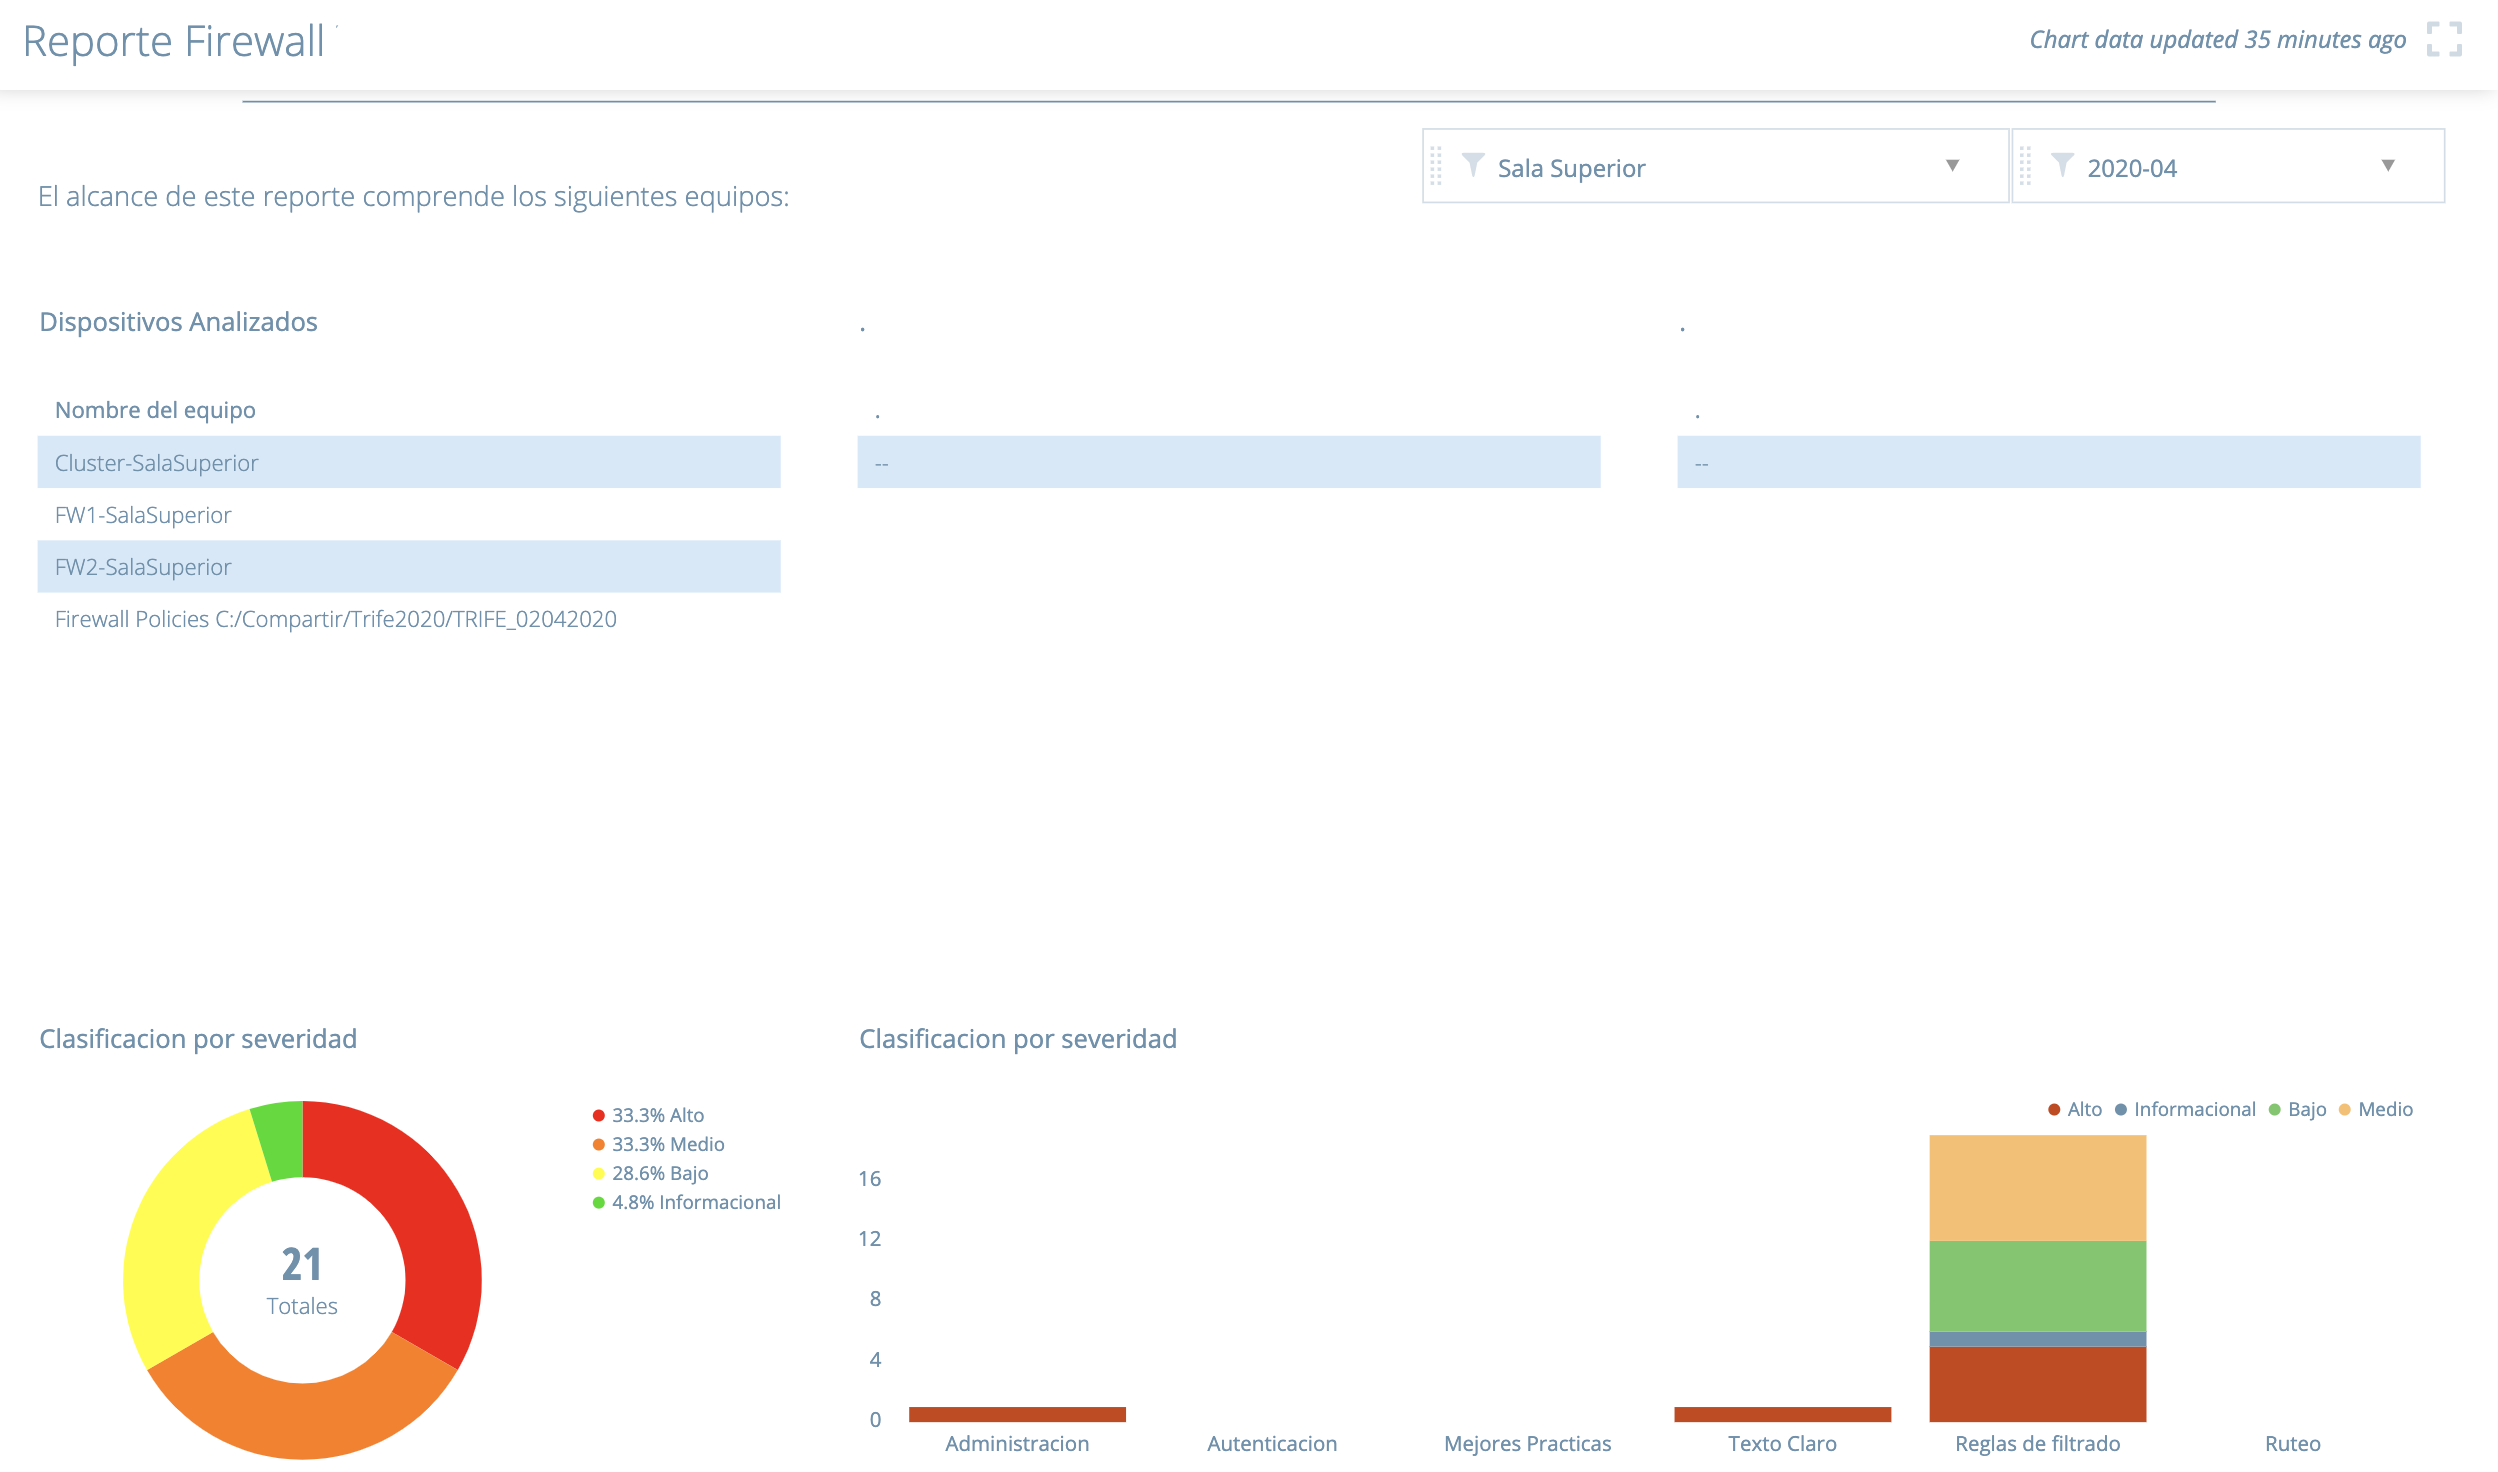 Reporte Firewall
Chart data updated 35 minutes ago
Sala Superior
2020-04
El alcance de este reporte comprende los siguientes equipos:
Dispositivos Analizados
.
.
Nombre del equipo
.
.
Cluster-SalaSuperior
--
--
FW1-SalaSuperior
FW2-SalaSuperior
Firewall Policies C:/Compartir/Trife2020/TRIFE_02042020
Clasificacion por severidad
33.3% Alto
33.3% Medio
28.6% Bajo
4.8% Informacional
21
Totales
Clasificacion por severidad
Alto Informacional Bajo Medio
16
12
8
4
0
Administracion Autenticacion Mejores Practicas Texto Claro Reglas de filtrado Ruteo